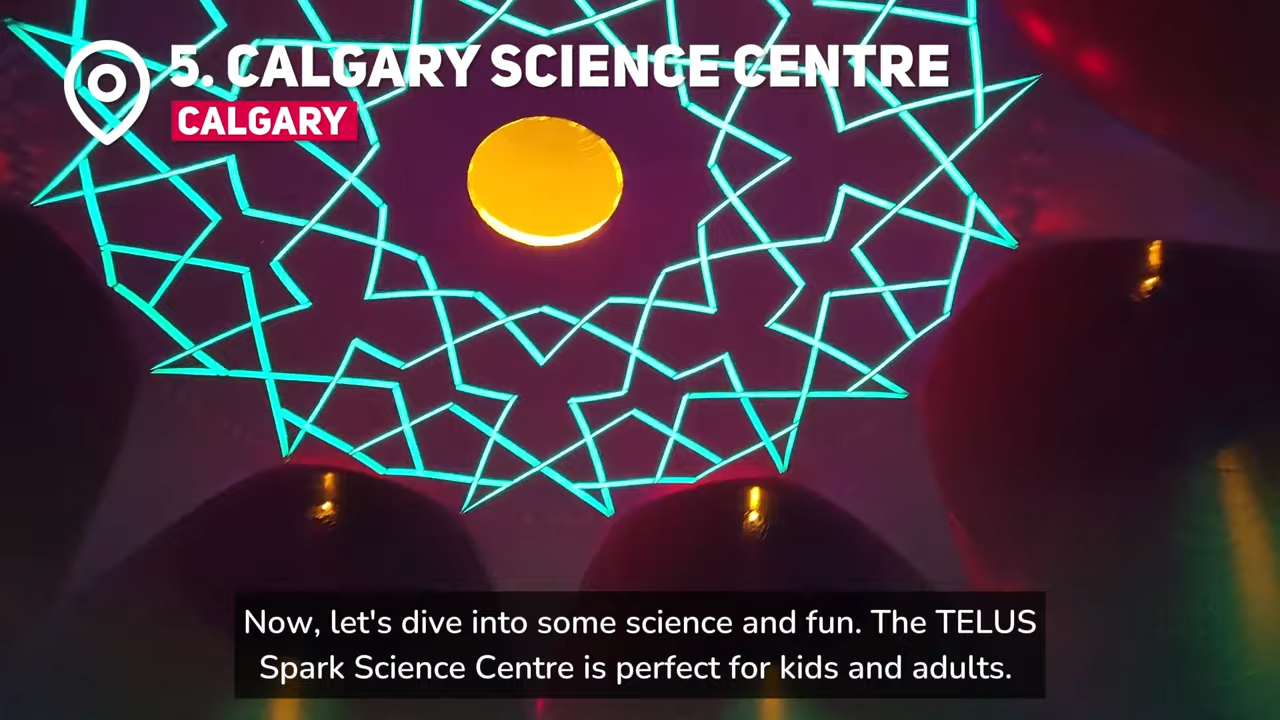 5. CALGARY SCIENCE CENTRE
CALGARY
Now, let's dive into some science and fun. The TELUS
Spark Science Centre is perfect for kids and adults.